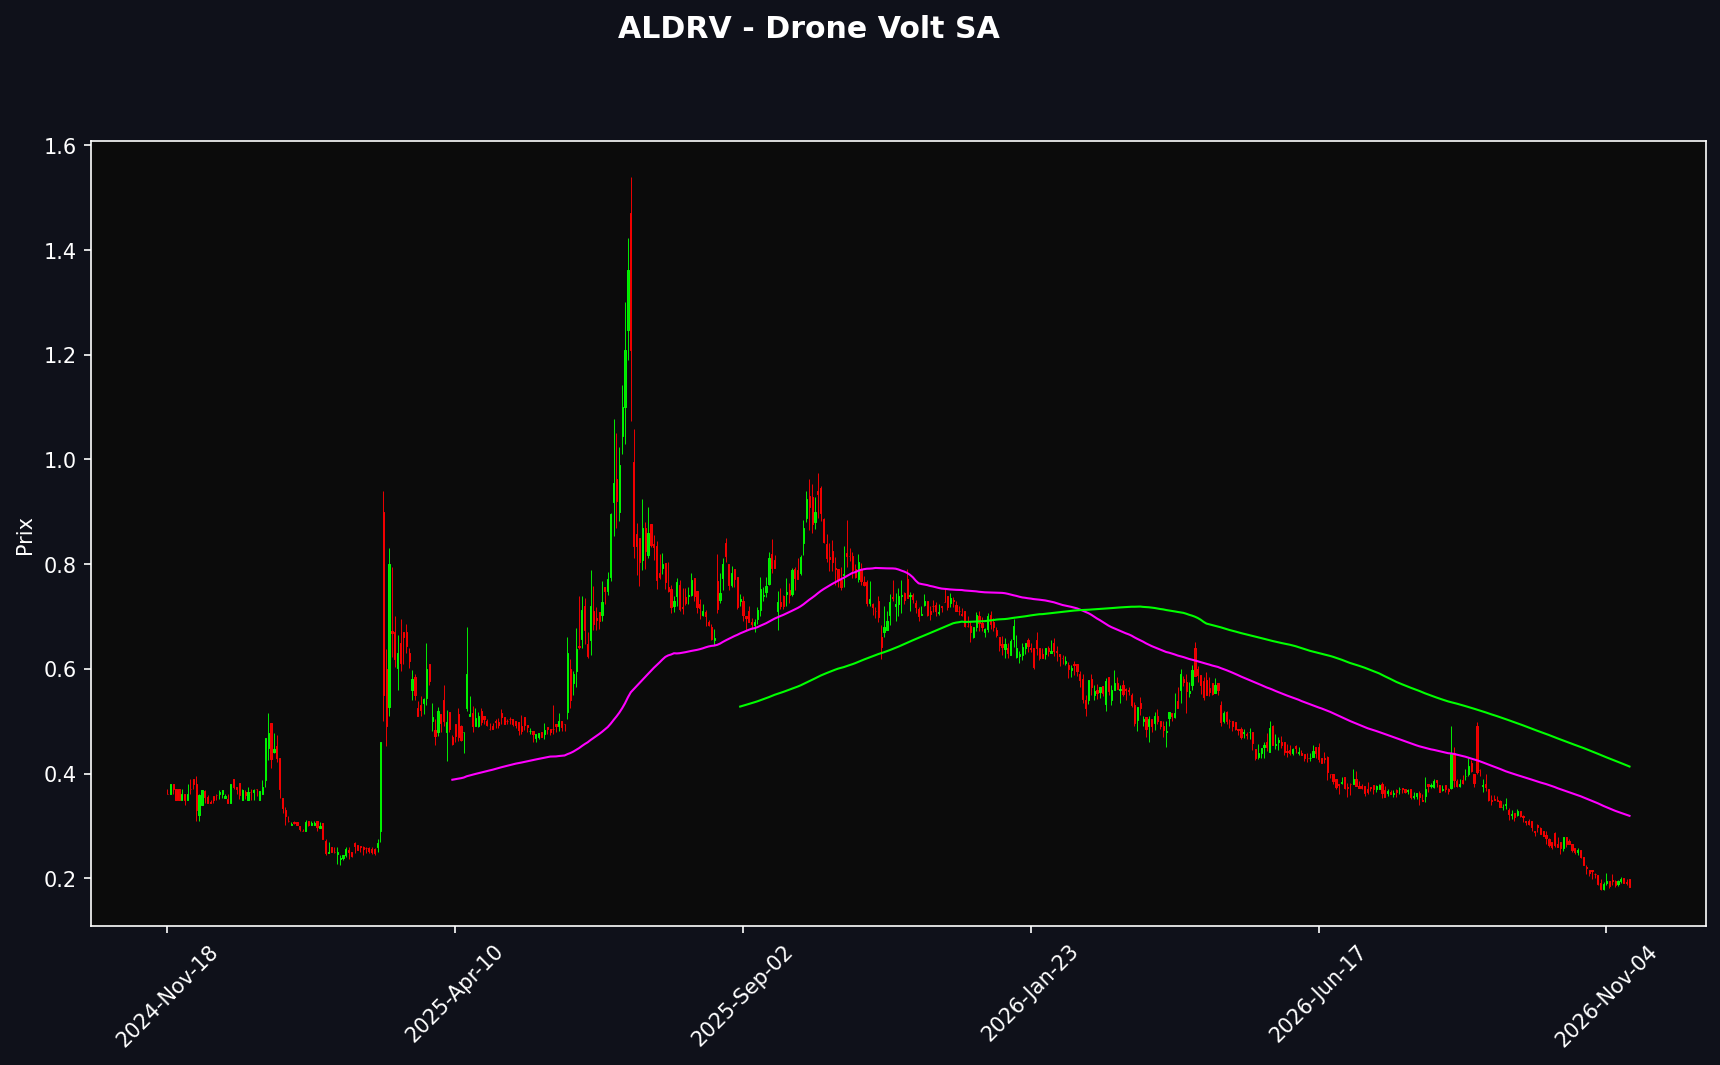 ALDRV - Drone Volt SA
Prix
1.6
1.4
1.2
1.0
0.8
0.6
0.4
0.2
2024-Nov-18
2025-Apr-10
2025-Sep-02
2026-Jan-23
2026-Jun-17
2026-Nov-04